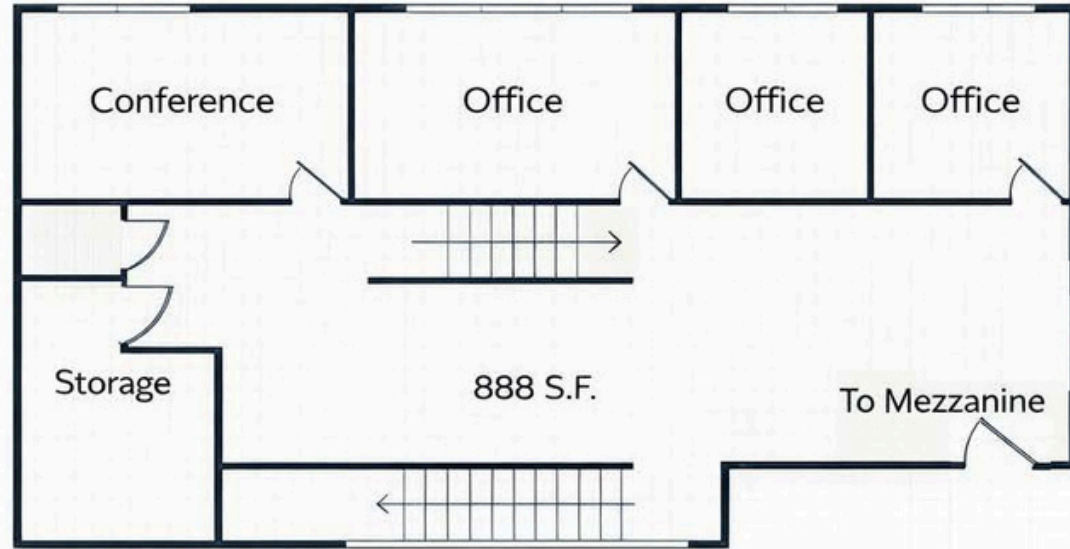 Conference
Office
Office
Office
Storage
888 S.F.
To Mezzanine